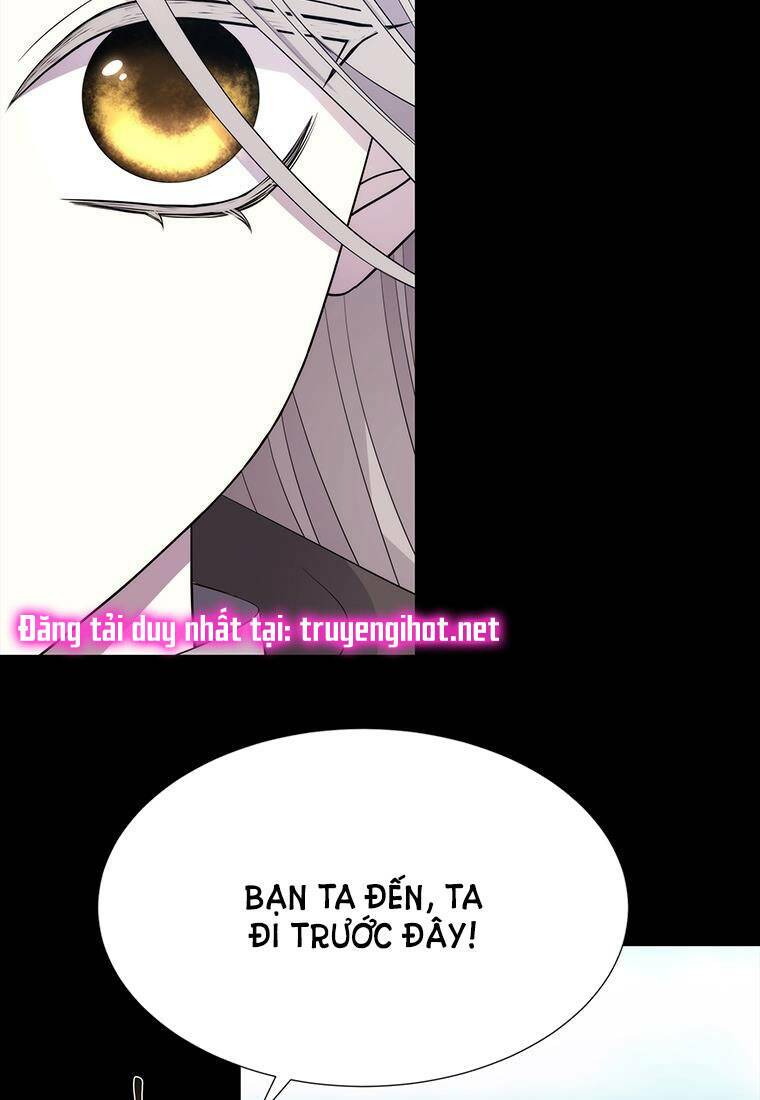 Đăng tải duy nhất tại: truyengihot.net
BẠN TA ĐẾN, TA
ĐI TRƯỚC ĐÂY!